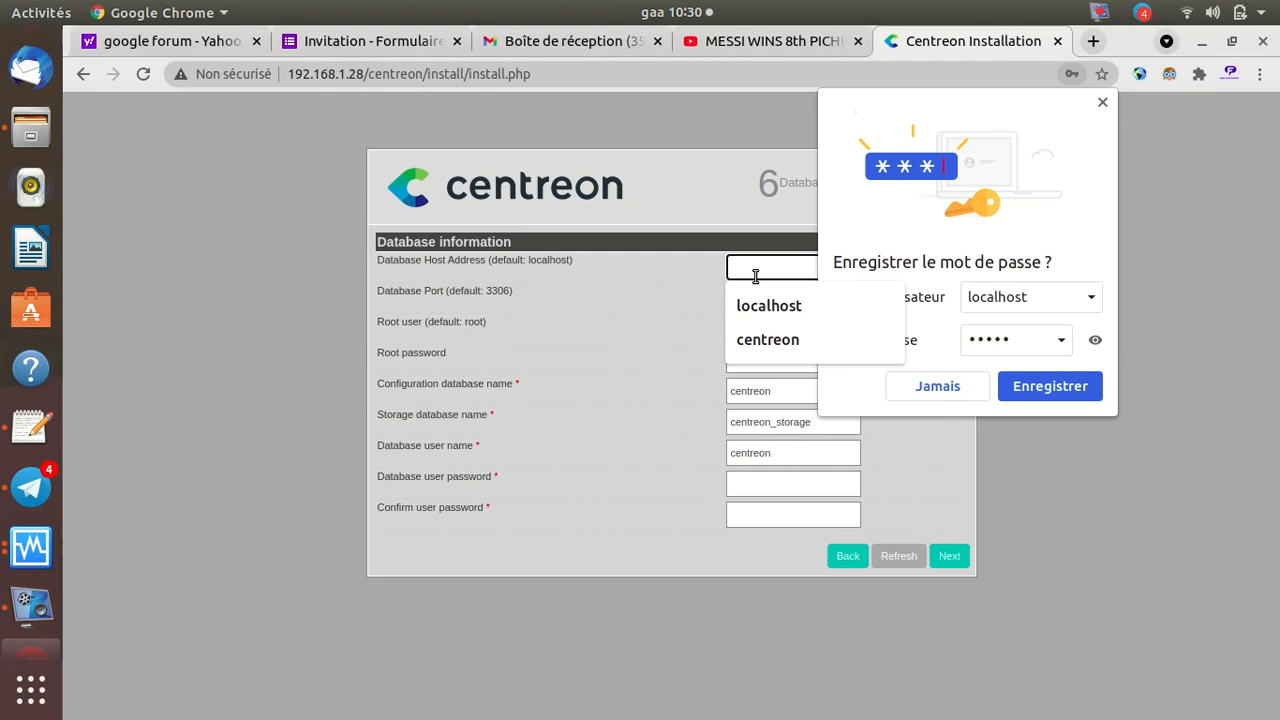 Activités
Google Chrome
gaa 10:30
4
google forum - Yahoo
Invitation - Formulaire
Boîte de réception (35
MESSI WINS 8th PICHI
Centreon Installation
Non sécurisé
192.168.1.28/centreon/install/install.php
centreon
6
Databa
Database information
Database Host Address (default: localhost)
Database Port (default: 3306)
Root user (default: root)
Root password
Configuration database name *
centreon
Storage database name *
centreon_storage
Database user name *
centreon
Database user password *
Confirm user password *
Back
Refresh
Next
localhost
centreon
Enregistrer le mot de passe ?
sateur
localhost
se
•••••
Jamais
Enregistrer
4